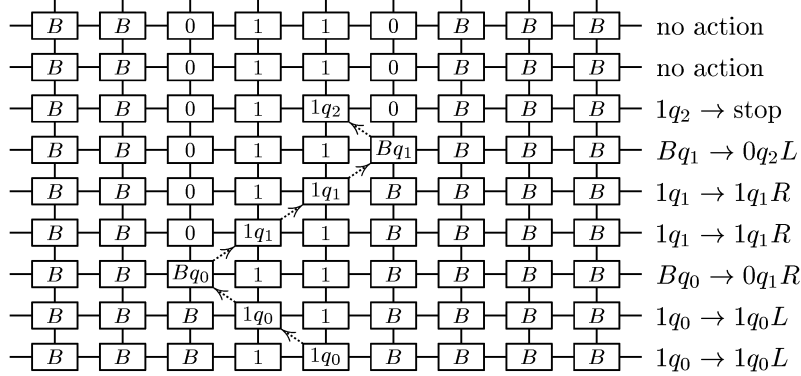 B B 0 1 1 0 B B B no action
B B 0 1 1 0 B B B no action
B B 0 1 1q₂ 0 B B B 1q₂ → stop
B B 0 1 1 Bq₁ B B B Bq₁ → 0q₂L
B B 0 1 1q₁ B B B B 1q₁ → 1q₁R
B B 0 1q₁ 1 B B B B 1q₁ → 1q₁R
B B Bq₀ 1 1 B B B B Bq₀ → 0q₁R
B B B 1q₀ 1 B B B B 1q₀ → 1q₀L
B B B 1 1q₀ B B B B 1q₀ → 1q₀L